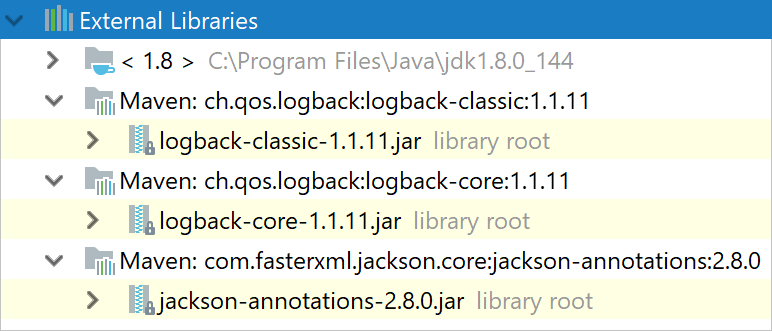 External Libraries
< 1.8 > C:\Program Files\Java\jdk1.8.0_144
Maven: ch.qos.logback:logback-classic:1.1.11
logback-classic-1.1.11.jar library root
Maven: ch.qos.logback:logback-core:1.1.11
logback-core-1.1.11.jar library root
Maven: com.fasterxml.jackson.core:jackson-annotations:2.8.0
jackson-annotations-2.8.0.jar library root